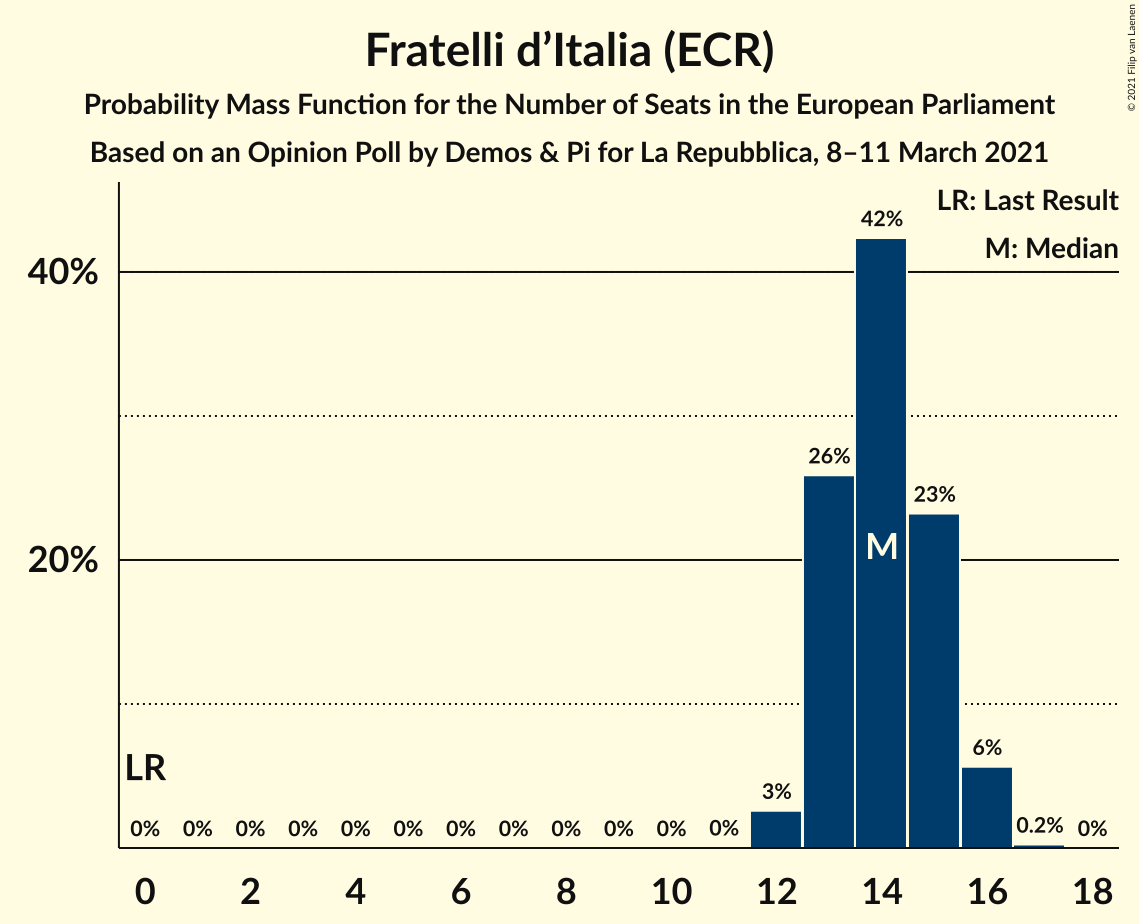 Fratelli d’Italia (ECR)
Probability Mass Function for the Number of Seats in the European Parliament
Based on an Opinion Poll by Demos & Pi for La Repubblica, 8–11 March 2021
© 2021 Filip van Laenen
LR: Last Result
M: Median
42%
40%
26%
23%
M
20%
6%
LR
3%
0% 0% 0% 0% 0% 0% 0% 0% 0% 0% 0% 0% 0.2% 0%
0 2 4 6 8 10 12 14 16 18